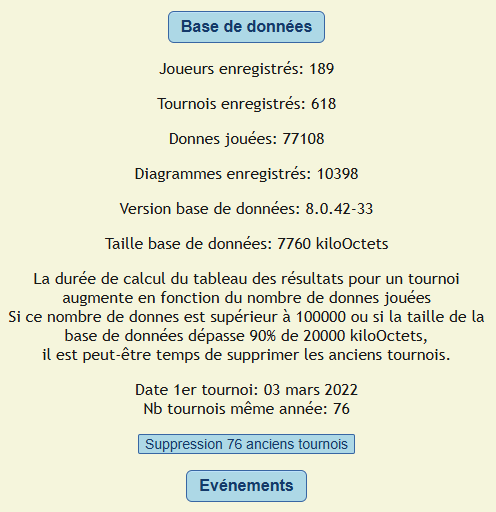 Base de données
Joueurs enregistrés: 189
Tournois enregistrés: 618
Donnes jouées: 77108
Diagrammes enregistrés: 10398
Version base de données: 8.0.42-33
Taille base de données: 7760 kiloOctets
La durée de calcul du tableau des résultats pour un tournoi
augmente en fonction du nombre de donnes jouées
Si ce nombre de donnes est supérieur à 100000 ou si la taille de la
base de données dépasse 90% de 20000 kiloOctets,
il est peut-être temps de supprimer les anciens tournois.
Date 1er tournoi: 03 mars 2022
Nb tournois même année: 76
Suppression 76 anciens tournois
Evénements